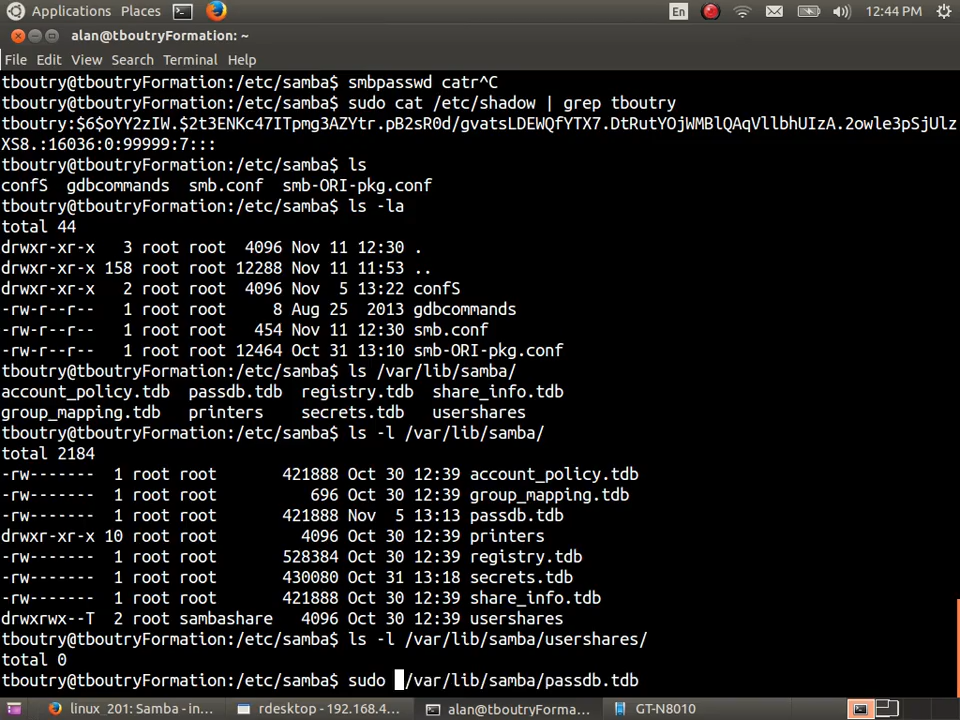 Applications Places En 12:44 PM
alan@tboutryFormation: ~
File Edit View Search Terminal Help
tboutry@tboutryFormation:/etc/samba$ smbpasswd catr^C
tboutry@tboutryFormation:/etc/samba$ sudo cat /etc/shadow | grep tboutry
tboutry:$6$oYY2zIW.$2t3ENKc47ITpmg3AZYtr.pB2sR0d/gvatsLDEWQfYTX7.DtRutYOjWMBlQAqVllbhUIzA.2owle3pSjUlz
XS8.:16036:0:99999:7:::
tboutry@tboutryFormation:/etc/samba$ ls
confS  gdbcommands  smb.conf  smb-ORI-pkg.conf
tboutry@tboutryFormation:/etc/samba$ ls -la
total 44
drwxr-xr-x   3 root root  4096 Nov 11 12:30 .
drwxr-xr-x 158 root root 12288 Nov 11 11:53 ..
drwxr-xr-x   2 root root  4096 Nov  5 13:22 confS
-rw-r--r--   1 root root     8 Aug 25  2013 gdbcommands
-rw-r--r--   1 root root   454 Nov 11 12:30 smb.conf
-rw-r--r--   1 root root 12464 Oct 31 13:10 smb-ORI-pkg.conf
tboutry@tboutryFormation:/etc/samba$ ls /var/lib/samba/
account_policy.tdb  passdb.tdb  registry.tdb  share_info.tdb
group_mapping.tdb   printers    secrets.tdb   usershares
tboutry@tboutryFormation:/etc/samba$ ls -l /var/lib/samba/
total 2184
-rw-------  1 root root       421888 Oct 30 12:39 account_policy.tdb
-rw-------  1 root root          696 Oct 30 12:39 group_mapping.tdb
-rw-------  1 root root       421888 Nov  5 13:13 passdb.tdb
drwxr-xr-x 10 root root         4096 Oct 30 12:39 printers
-rw-------  1 root root       528384 Oct 30 12:39 registry.tdb
-rw-------  1 root root       430080 Oct 31 13:18 secrets.tdb
-rw-------  1 root root       421888 Oct 30 12:39 share_info.tdb
drwxrwx--T  2 root sambashare   4096 Oct 30 12:39 usershares
tboutry@tboutryFormation:/etc/samba$ ls -l /var/lib/samba/usershares/
total 0
tboutry@tboutryFormation:/etc/samba$ sudo  /var/lib/samba/passdb.tdb
linux_201: Samba - in... rdesktop - 192.168.4... alan@tboutryForma... GT-N8010